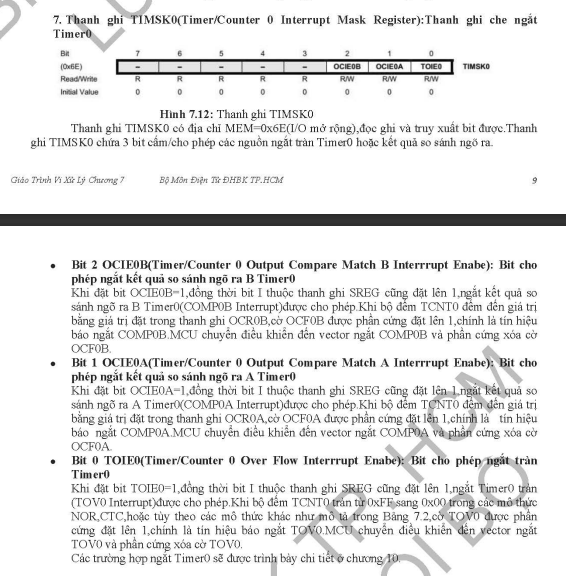 7. Thanh ghi TIMSK0(Timer/Counter 0 Interrupt Mask Register):Thanh ghi che ngắt
Timer0
Bit 7 6 5 4 3 2 1 0
(0x6E) – – – – – OCIE0B OCIE0A TOIE0 TIMSK0
Read/Write R R R R R R/W R/W R/W
Initial Value 0 0 0 0 0 0 0 0
Hình 7.12: Thanh ghi TIMSK0
Thanh ghi TIMSK0 có địa chỉ MEM=0x6E(I/O mở rộng),đọc ghi và truy xuất bit được.Thanh
ghi TIMSK0 chứa 3 bit cấm/cho phép các nguồn ngắt tràn Timer0 hoặc kết quả so sánh ngõ ra.
Giáo Trình Vi Xử Lý Chương 7 Bộ Môn Điện Tử ĐHBK TP.HCM 9
• Bit 2 OCIE0B(Timer/Counter 0 Output Compare Match B Interrrupt Enabe): Bit cho
phép ngắt kết quả so sánh ngõ ra B Timer0
Khi đặt bit OCTIE0B=1,đồng thời bit I thuộc thanh ghi SREG cũng đặt lên 1,ngắt kết quả so
sánh ngõ ra B Timer0(COMP0B Interrupt)được cho phép.Khi bộ đếm TCNT0 đếm đến giá trị
bằng giá trị đặt trong thanh ghi OCR0B,cờ OCF0B được phần cứng đặt lên 1,chính là tín hiệu
báo ngắt COMP0B.MCU chuyển điều khiển đến vector ngắt COMP0B và phần cứng xóa cờ
OCF0B.
• Bit 1 OCIE0A(Timer/Counter 0 Output Compare Match A Interrrupt Enabe): Bit cho
phép ngắt kết quả so sánh ngõ ra A Timer0
Khi đặt bit OCTIE0A=1,đồng thời bit I thuộc thanh ghi SREG cũng đặt lên 1,ngắt kết quả so
sánh ngõ ra A Timer0(COMP0A Interrupt)được cho phép.Khi bộ đếm TCNT0 đếm đến giá trị
bằng giá trị đặt trong thanh ghi OCR0A,cờ OCF0A được phần cứng đặt lên 1,chính là tín hiệu
báo ngắt COMP0A.MCU chuyển điều khiển đến vector ngắt COMP0A và phần cứng xóa cờ
OCF0A.
• Bit 0 TOIE0(Timer/Counter 0 Over Flow Interrrupt Enabe): Bit cho phép ngắt tràn
Timer0
Khi đặt bit TOIE0=1,đồng thời bit I thuộc thanh ghi SREG cũng đặt lên 1,ngắt Timer0 tràn
(TOV0 Interrupt)được cho phép.Khi bộ đếm TCNT0 tràn từ 0xFF sang 0x00 trong các mô thức
NOR,CTC,hoặc tùy theo các mô thức khác như mô tả trong Bảng 7.2,cờ TOV0 được phần
cứng đặt lên 1,chính là tín hiệu báo ngắt TOV0.MCU chuyển điều khiển đến vector ngắt
TOV0 và phần cứng xóa cờ TOV0.
Các trường hợp ngắt Timer0 sẽ được trình bày chi tiết ở chương 10.
TP. HCM